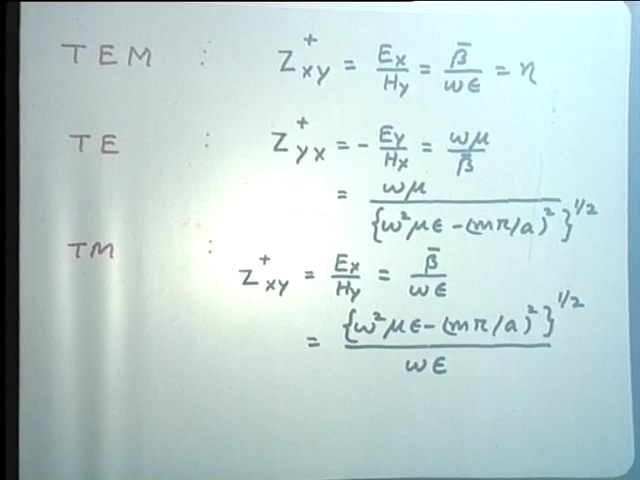 TEM : Z⁺xy = Ex/Hy = β̄/ωϵ = η
TE : Z⁺yx = - Ey/Hx = ωμ/β̄
= ωμ/{ω²μϵ - (mπ/a)²}^1/2
TM : Z⁺xy = Ex/Hy = β̄/ωϵ
= {ω²μϵ - (mπ/a)²}^1/2/ωϵ